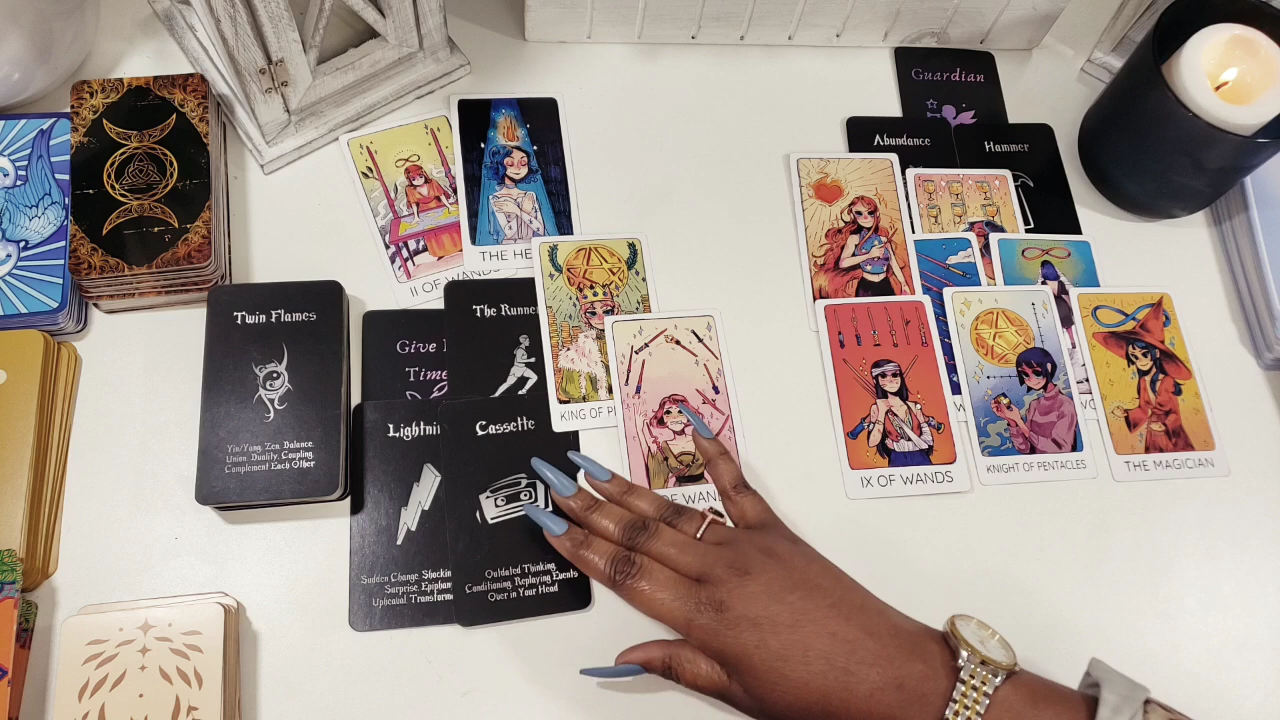 Guardian
Abundance
Hammer
II OF WANDS
THE HE
Twin Flames
Yin/Yang, Zen, Balance,
Union, Duality, Coupling,
Complement Each Other
Give
Time
The Runner
KING OF P
Lightnin
Sudden Change, Shockin
Surprise, Epiphan
Upheaval Transform
Cassette
Outdated Thinking,
Conditioning, Replaying Events
Over in Your Head
OF WAN
IX OF WANDS
KNIGHT OF PENTACLES
THE MAGICIAN